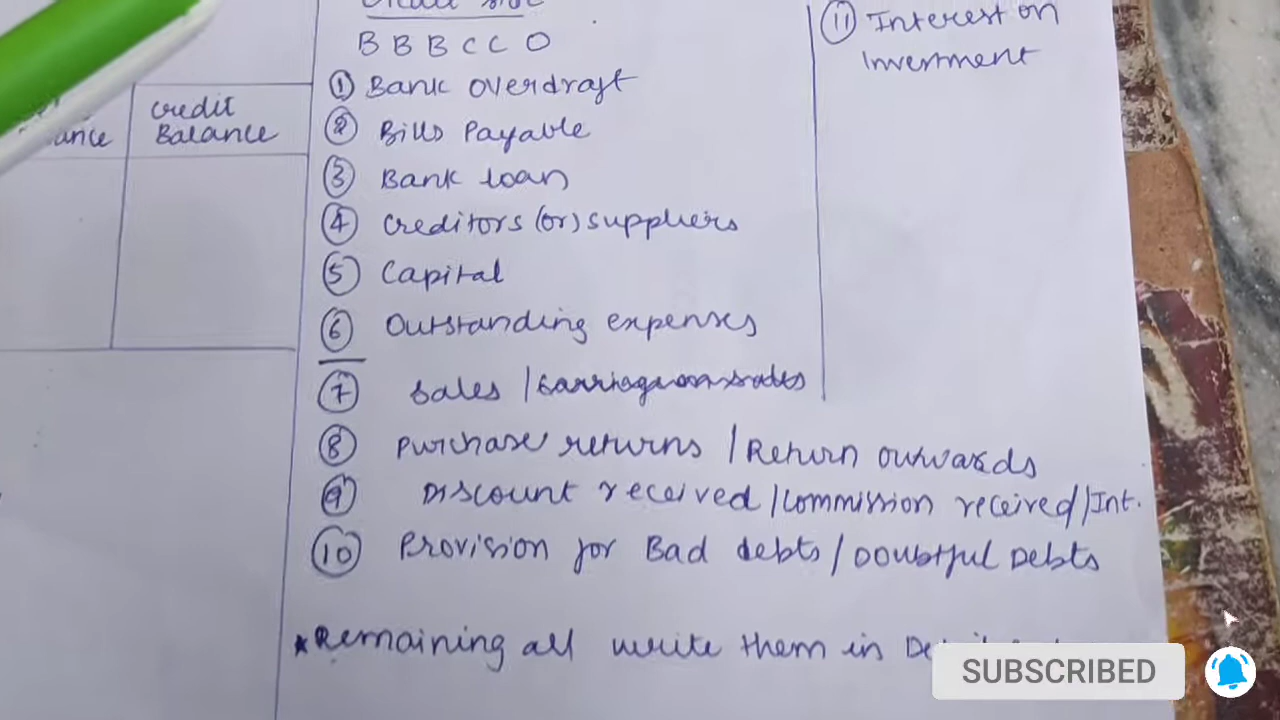 credit
ance
Balance
B B B C C O
① Bank overdraft
② Bills Payable
③ Bank loan
④ creditors (or) suppliers
⑤ Capital
⑥ Outstanding expenses
⑦ Sales /
⑧ Purchase returns / Return outwards
⑨ Discount received / Commission received / Int.
⑩ Provision for Bad debts / Doubtful Debts
⑪ Interest on
Investment
*Remaining all write them in
SUBSCRIBED